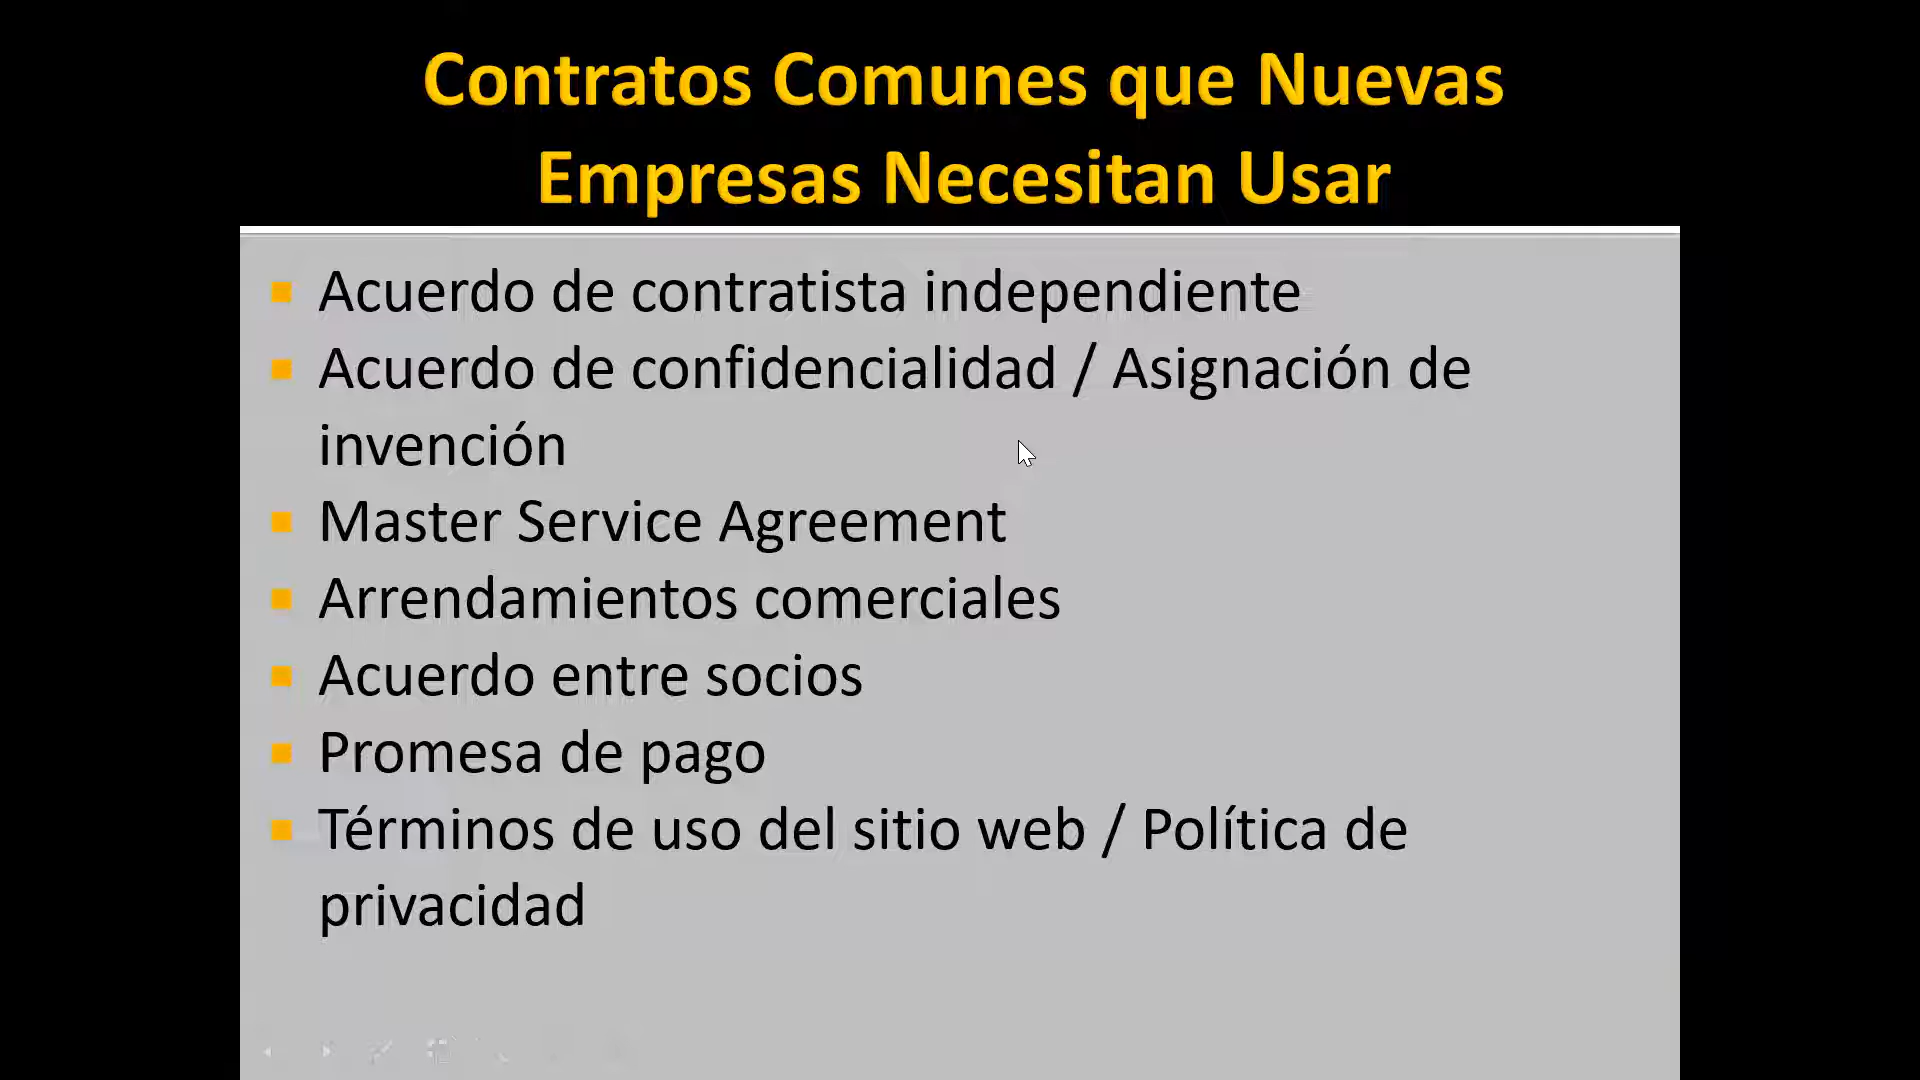 Contratos Comunes que Nuevas
Empresas Necesitan Usar
Acuerdo de contratista independiente
Acuerdo de confidencialidad / Asignación de
invención
Master Service Agreement
Arrendamientos comerciales
Acuerdo entre socios
Promesa de pago
Términos de uso del sitio web / Política de
privacidad